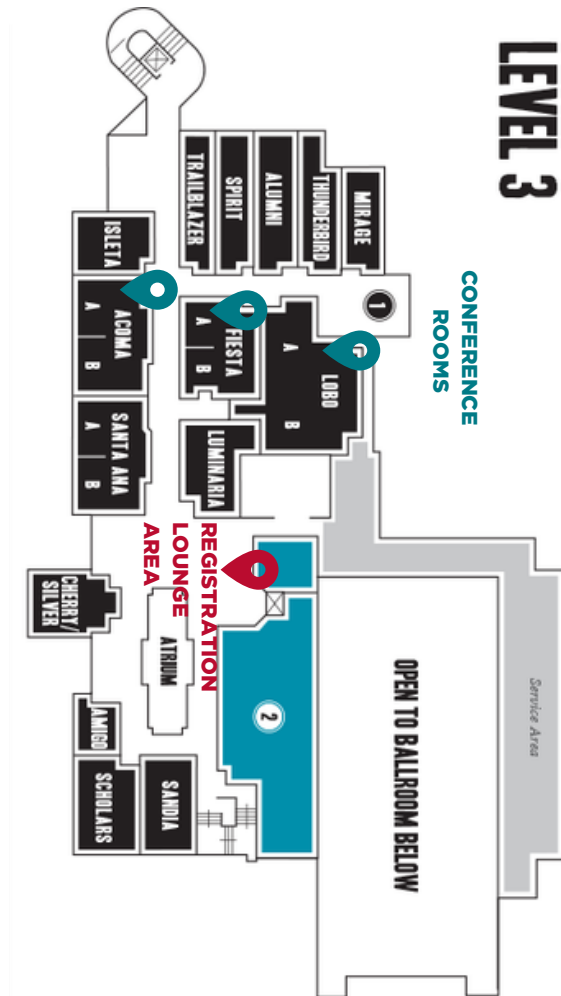 LEVEL 3
CONFERENCE
ROOMS
Service Area
MIRAGE
1
OPEN TO BALLROOM BELOW
THUNDERBIRD
ALUMNI
SPIRIT
TRAILBLAZER
LOBO
A B
FIESTA
A B
LUMINARIA
2
REGISTRATION
LOUNGE
AREA
ATRIUM
SANDIA
ISLETA
ACOMA
A B
SANTA ANA
A B
CHERRY/
SILVER
AMIGO
SCHOLARS